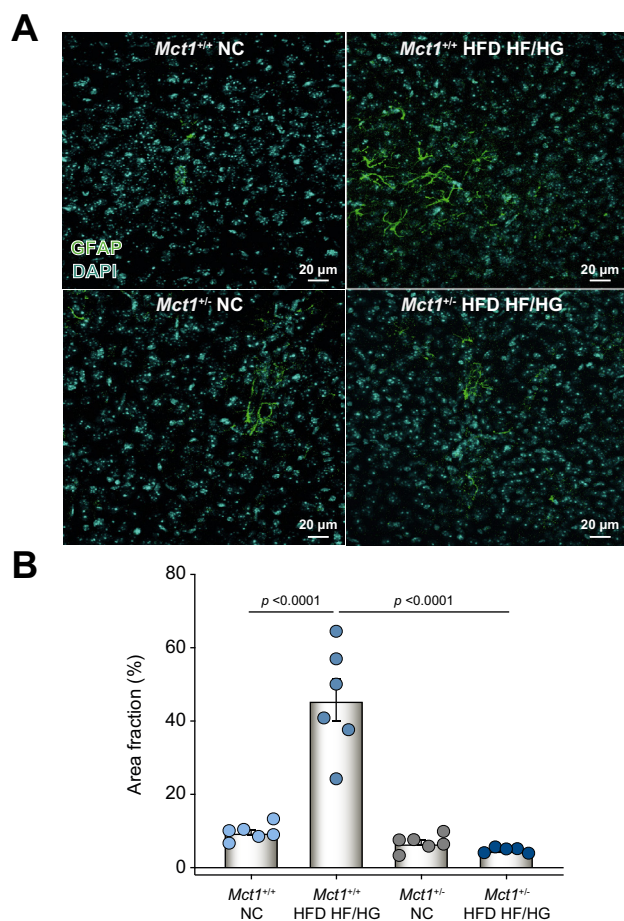 A
Mct1+/+ NC
Mct1+/+ HFD HF/HG
GFAP
DAPI
20 µm
20 µm
Mct1+/- NC
Mct1+/- HFD HF/HG
20 µm
20 µm
B
80
60
40
20
0
Area fraction (%)
p <0.0001
p <0.0001
Mct1+/+
NC
Mct1+/+
HFD HF/HG
Mct1+/-
NC
Mct1+/-
HFD HF/HG